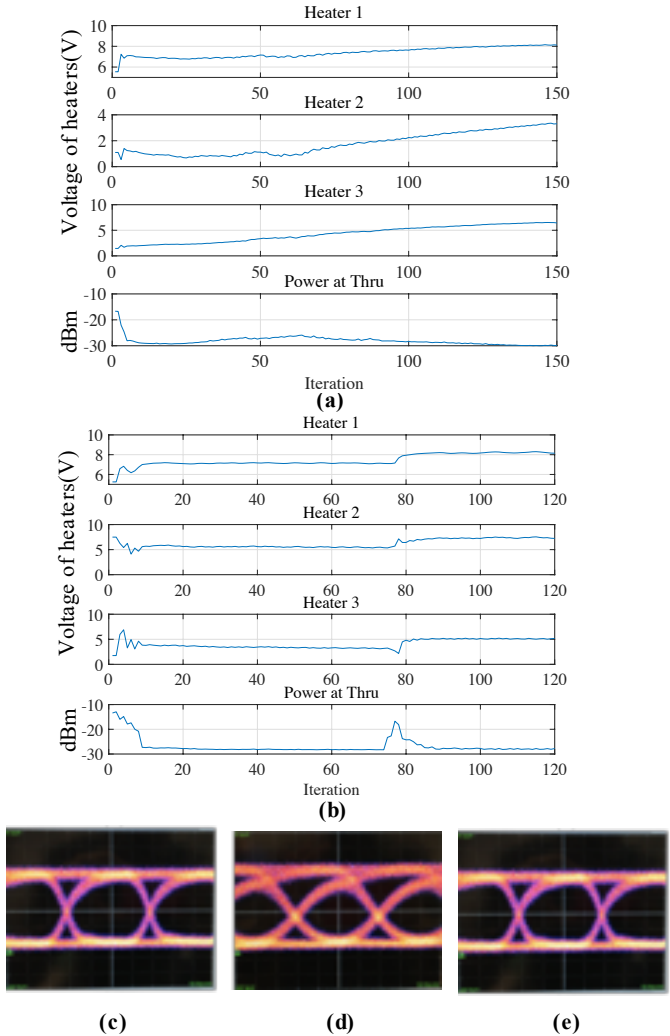 Heater 1
10
8
6
0 50 100 150
Heater 2
4
2
0
0 50 100 150
Heater 3
10
5
0
0 50 100 150
Voltage of heaters(V)
Power at Thru
-10
-20
-30
dBm
0 50 100 150
Iteration
(a)
Heater 1
10
8
6
0 20 40 60 80 100 120
Heater 2
10
5
0
0 20 40 60 80 100 120
Heater 3
10
5
0
0 20 40 60 80 100 120
Voltage of heaters(V)
Power at Thru
-10
-20
-30
dBm
0 20 40 60 80 100 120
Iteration
(b)
(c) (d) (e)